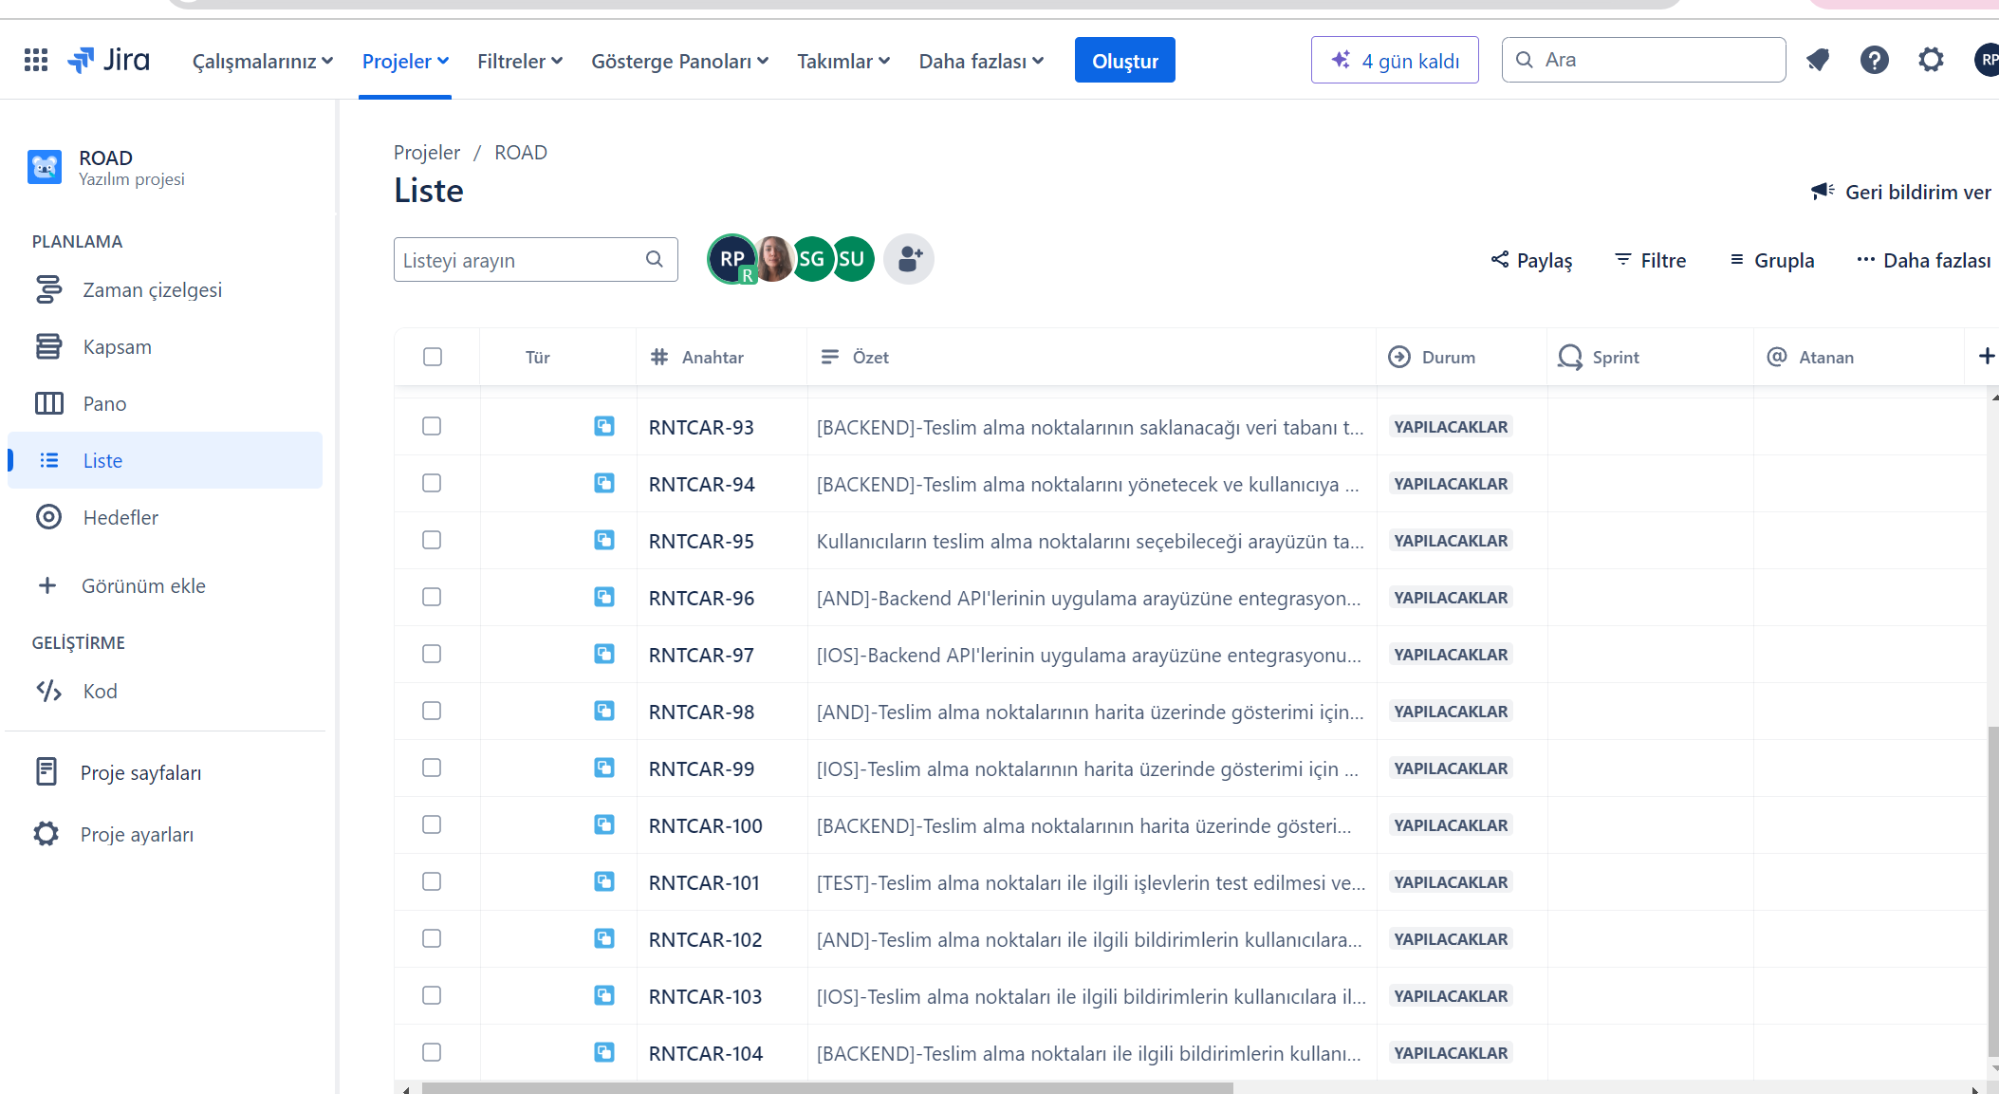 Jira
Çalışmalarınız
Projeler
Filtreler
Gösterge Panoları
Takımlar
Daha fazlası
Oluştur
4 gün kaldı
Ara
RP
ROAD
Yazılım projesi
PLANLAMA
Zaman çizelgesi
Kapsam
Pano
Liste
Hedefler
Görünüm ekle
GELİŞTİRME
Kod
Proje sayfaları
Proje ayarları
Projeler / ROAD
Liste
Geri bildirim ver
Listeyi arayın
RP R SG SU
Paylaş
Filtre
Grupla
Daha fazlası
Tür # Anahtar Özet Durum Sprint @ Atanan +
RNTCAR-93 [BACKEND]-Teslim alma noktalarının saklanacağı veri tabanı t... YAPILACAKLAR
RNTCAR-94 [BACKEND]-Teslim alma noktalarını yönetecek ve kullanıcıya ... YAPILACAKLAR
RNTCAR-95 Kullanıcıların teslim alma noktalarını seçebileceği arayüzün ta... YAPILACAKLAR
RNTCAR-96 [AND]-Backend API'lerinin uygulama arayüzüne entegrasyon... YAPILACAKLAR
RNTCAR-97 [IOS]-Backend API'lerinin uygulama arayüzüne entegrasyonu... YAPILACAKLAR
RNTCAR-98 [AND]-Teslim alma noktalarının harita üzerinde gösterimi için... YAPILACAKLAR
RNTCAR-99 [IOS]-Teslim alma noktalarının harita üzerinde gösterimi için ... YAPILACAKLAR
RNTCAR-100 [BACKEND]-Teslim alma noktalarının harita üzerinde gösteri... YAPILACAKLAR
RNTCAR-101 [TEST]-Teslim alma noktaları ile ilgili işlevlerin test edilmesi ve... YAPILACAKLAR
RNTCAR-102 [AND]-Teslim alma noktaları ile ilgili bildirimlerin kullanıcılara... YAPILACAKLAR
RNTCAR-103 [IOS]-Teslim alma noktaları ile ilgili bildirimlerin kullanıcılara il... YAPILACAKLAR
RNTCAR-104 [BACKEND]-Teslim alma noktaları ile ilgili bildirimlerin kullanı... YAPILACAKLAR